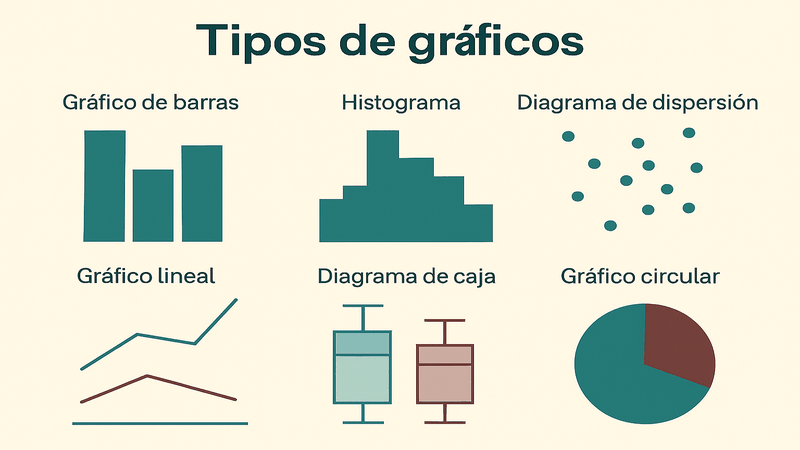 Tipos de gráficos
Gráfico de barras
Histograma
Diagrama de dispersión
Gráfico lineal
Diagrama de caja
Gráfico circular